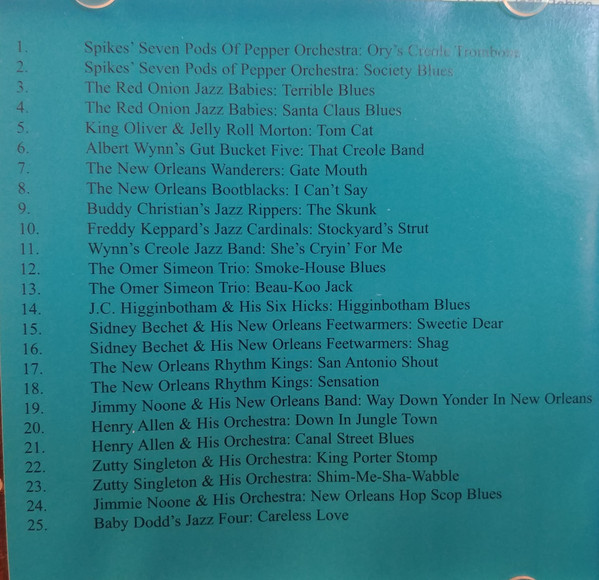 1. Spikes' Seven Pods Of Pepper Orchestra: Ory's Creole Trombone
2. Spikes' Seven Pods of Pepper Orchestra: Society Blues
3. The Red Onion Jazz Babies: Terrible Blues
4. The Red Onion Jazz Babies: Santa Claus Blues
5. King Oliver & Jelly Roll Morton: Tom Cat
6. Albert Wynn's Gut Bucket Five: That Creole Band
7. The New Orleans Wanderers: Gate Mouth
8. The New Orleans Bootblacks: I Can't Say
9. Buddy Christian's Jazz Rippers: The Skunk
10. Freddy Keppard's Jazz Cardinals: Stockyard's Strut
11. Wynn's Creole Jazz Band: She's Cryin' For Me
12. The Omer Simeon Trio: Smoke-House Blues
13. The Omer Simeon Trio: Beau-Koo Jack
14. J.C. Higginbotham & His Six Hicks: Higginbotham Blues
15. Sidney Bechet & His New Orleans Feetwarmers: Sweetie Dear
16. Sidney Bechet & His New Orleans Feetwarmers: Shag
17. The New Orleans Rhythm Kings: San Antonio Shout
18. The New Orleans Rhythm Kings: Sensation
19. Jimmy Noone & His New Orleans Band: Way Down Yonder In New Orleans
20. Henry Allen & His Orchestra: Down In Jungle Town
21. Henry Allen & His Orchestra: Canal Street Blues
22. Zutty Singleton & His Orchestra: King Porter Stomp
23. Zutty Singleton & His Orchestra: Shim-Me-Sha-Wabble
24. Jimmie Noone & His Orchestra: New Orleans Hop Scop Blues
25. Baby Dodd's Jazz Four: Careless Love